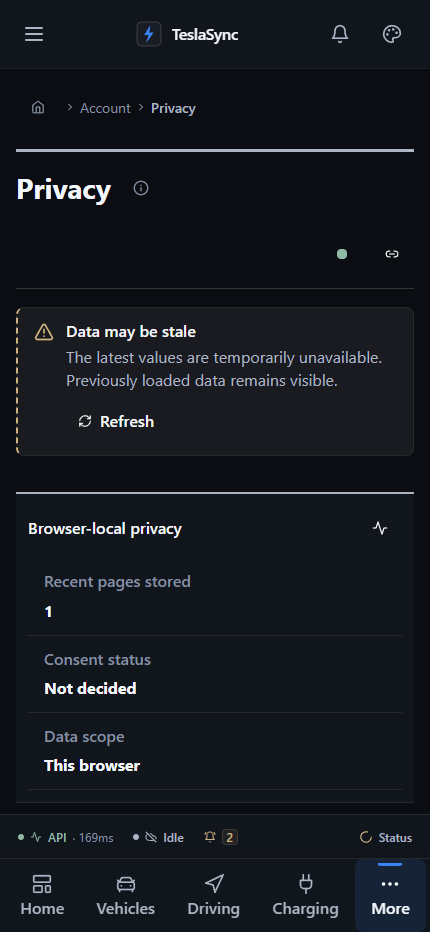 TeslaSync
Account
Privacy
Privacy
Data may be stale
The latest values are temporarily unavailable.
Previously loaded data remains visible.
Refresh
Browser-local privacy
Recent pages stored
1
Consent status
Not decided
Data scope
This browser
API · 169ms
Idle
2
Status
Home
Vehicles
Driving
Charging
More